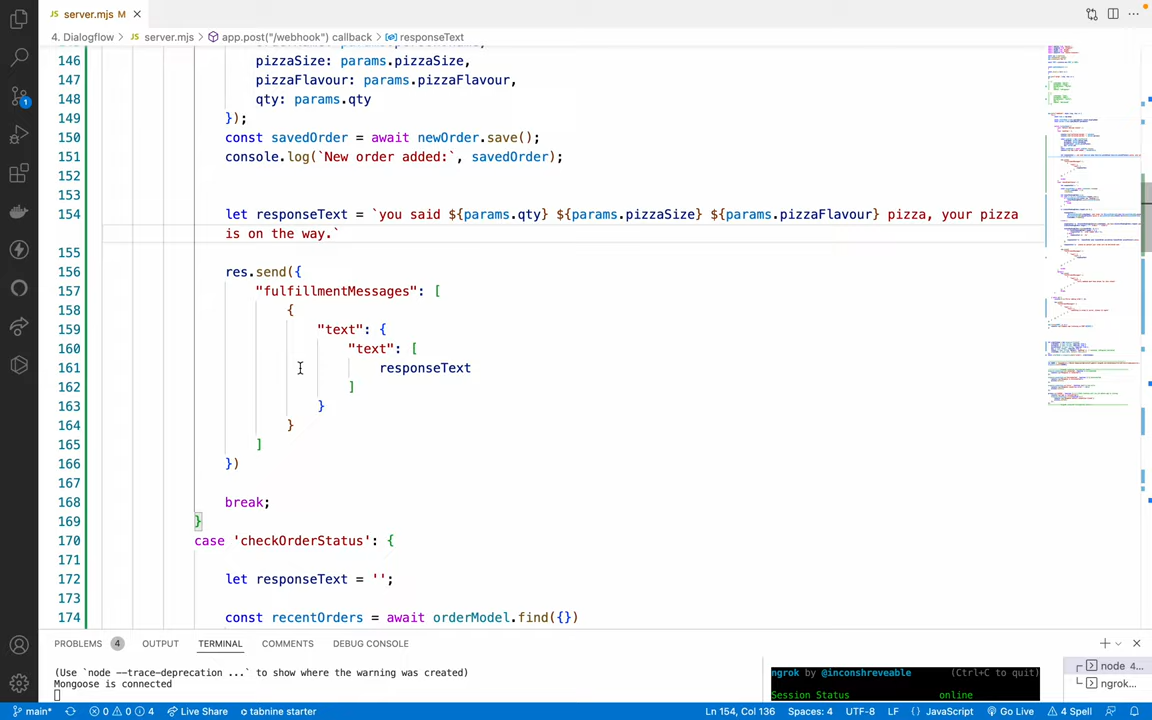 server.mjs M
4. Dialogflow > server.mjs > app.post("/webhook") callback > responseText
146 pizzaSize: params.pizzaSize,
147 pizzaFlavour: params.pizzaFlavour,
148 qty: params.qty
149 });
150 const savedOrder = await newOrder.save();
151 console.log(`New order added:`, savedOrder);
152
153
154 let responseText = `you said ${params.qty} ${params.pizzaSize} ${params.pizzaFlavour} pizza, your pizza
is on the way.`
155
156 res.send({
157 "fulfillmentMessages": [
158 {
159 "text": {
160 "text": [
161 responseText
162 ]
163 }
164 }
165 ]
166 })
167
168 break;
169 }
170 case 'checkOrderStatus': {
171
172 let responseText = '';
173
174 const recentOrders = await orderModel.find({})
PROBLEMS 4 OUTPUT TERMINAL COMMENTS DEBUG CONSOLE
(Use `node --trace-deprecation ...` to show where the warning was created)
Mongoose is connected
ngrok by @inconshreveable (Ctrl+C to quit)
Session Status online
node 4...
ngrok...
1
main* 0 0 4 Live Share tabnine starter Ln 154, Col 136 Spaces: 4 UTF-8 LF {} JavaScript Go Live 4 Spell